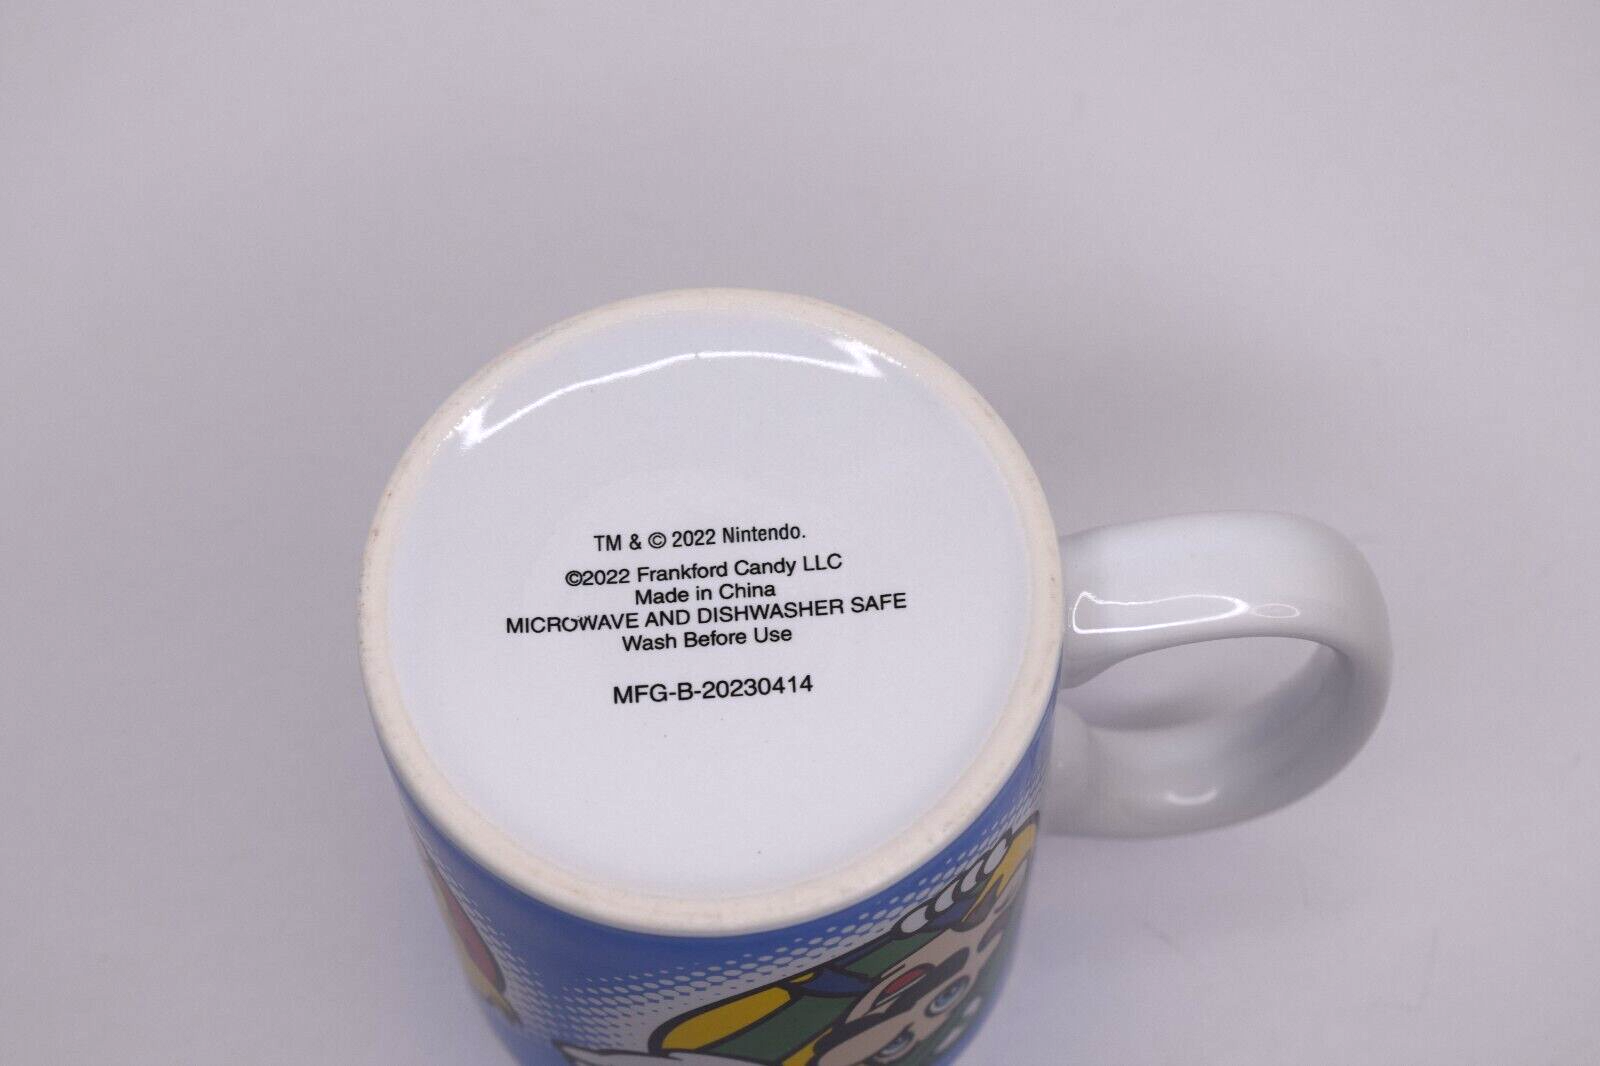 TM & © 2022 Nintendo.
©2022 Frankford Candy LLC
Made in China
MICROWAVE AND DISHWASHER SAFE
Wash Before Use
MFG-B-20230414